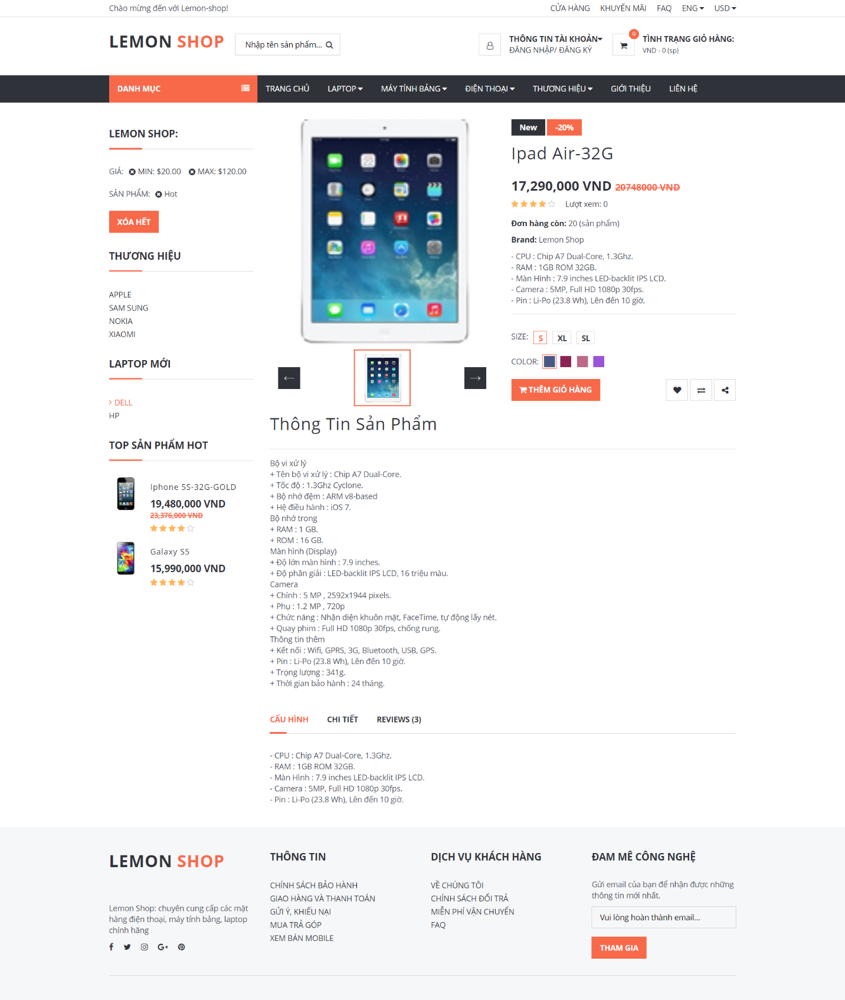 Chào mừng đến với Lemon-shop!
CỬA HÀNG KHUYẾN MÃI FAQ ENG USD
LEMON SHOP
Nhập tên sản phẩm...
THÔNG TIN TÀI KHOẢN
ĐĂNG NHẬP/ ĐĂNG KÝ
0
TÌNH TRẠNG GIỎ HÀNG:
VND - 0 (sp)
DANH MỤC
TRANG CHỦ LAPTOP MÁY TÍNH BẢNG ĐIỆN THOẠI THƯƠNG HIỆU GIỚI THIỆU LIÊN HỆ
LEMON SHOP:
GIÁ: MIN: $20.00 MAX: $120.00
SẢN PHẨM: Hot
XÓA HẾT
THƯƠNG HIỆU
APPLE
SAM SUNG
NOKIA
XIAOMI
LAPTOP MỚI
DELL
HP
TOP SẢN PHẨM HOT
Iphone 5S-32G-GOLD
19,480,000 VND
23,376,000 VND
Galaxy S5
15,990,000 VND
New -20%
Ipad Air-32G
17,290,000 VND 20748000 VND
Lượt xem: 0
Đơn hàng còn: 20 (sản phẩm)
Brand: Lemon Shop
- CPU : Chip A7 Dual-Core, 1.3Ghz.
- RAM : 1GB ROM 32GB.
- Màn Hình : 7.9 inches LED-backlit IPS LCD.
- Camera : 5MP, Full HD 1080p 30fps.
- Pin : Li-Po (23.8 Wh), Lên đến 10 giờ.
SIZE: S XL SL
COLOR:
THÊM GIỎ HÀNG
Thông Tin Sản Phẩm
Bộ vi xử lý
+ Tên bộ vi xử lý : Chip A7 Dual-Core.
+ Tốc độ : 1.3Ghz Cyclone.
+ Bộ nhớ đệm : ARM v8-based
+ Hệ điều hành : iOS 7.
Bộ nhớ trong
+ RAM : 1 GB.
+ ROM : 16 GB.
Màn hình (Display)
+ Độ lớn màn hình : 7.9 inches.
+ Độ phân giải : LED-backlit IPS LCD, 16 triệu màu.
Camera
+ Chính : 5 MP , 2592x1944 pixels.
+ Phụ : 1.2 MP , 720p
+ Chức năng : Nhận diện khuôn mặt, FaceTime, tự động lấy nét.
+ Quay phim : Full HD 1080p 30fps, chống rung.
Thông tin thêm
+ Kết nối : Wifi, GPRS, 3G, Bluetooth, USB, GPS.
+ Pin : Li-Po (23.8 Wh), Lên đến 10 giờ.
+ Trọng lượng : 341g.
+ Thời gian bảo hành : 24 tháng.
CẤU HÌNH CHI TIẾT REVIEWS (3)
- CPU : Chip A7 Dual-Core, 1.3Ghz.
- RAM : 1GB ROM 32GB.
- Màn Hình : 7.9 inches LED-backlit IPS LCD.
- Camera : 5MP, Full HD 1080p 30fps.
- Pin : Li-Po (23.8 Wh), Lên đến 10 giờ.
LEMON SHOP
Lemon Shop: chuyên cung cấp các mặt
hàng điện thoại, máy tính bảng, laptop
chính hãng
THÔNG TIN
CHÍNH SÁCH BẢO HÀNH
GIAO HÀNG VÀ THANH TOÁN
GỬI Ý, KHIẾU NẠI
MUA TRẢ GÓP
XEM BẢN MOBILE
DỊCH VỤ KHÁCH HÀNG
VỀ CHÚNG TÔI
CHÍNH SÁCH ĐỔI TRẢ
MIỄN PHÍ VẬN CHUYỂN
FAQ
ĐAM MÊ CÔNG NGHỆ
Gửi email của bạn để nhận được những
thông tin mới nhất.
Vui lòng hoàn thành email...
THAM GIA